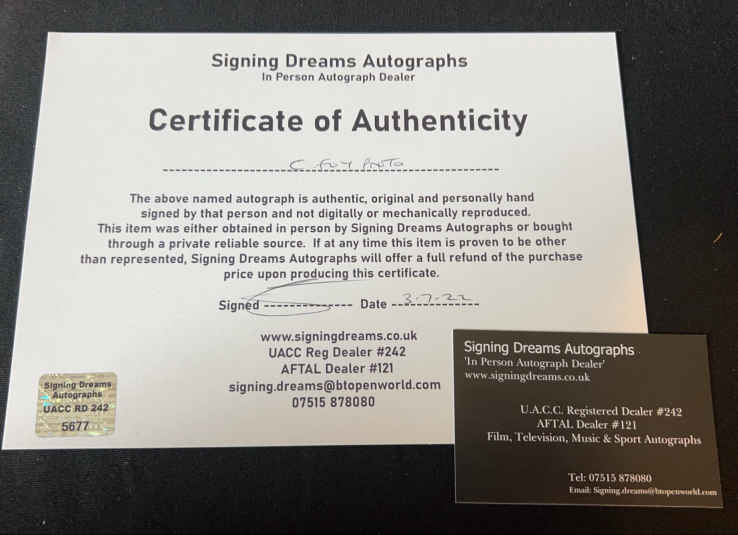 Signing Dreams Autographs
In Person Autograph Dealer
Certificate of Authenticity
C FOY PHOTO
The above named autograph is authentic, original and personally hand
signed by that person and not digitally or mechanically reproduced.
This item was either obtained in person by Signing Dreams Autographs or bought
through a private reliable source. If at any time this item is proven to be other
than represented, Signing Dreams Autographs will offer a full refund of the purchase
price upon producing this certificate.
Signed Date 3.7.22
www.signingdreams.co.uk
UACC Reg Dealer #242
AFTAL Dealer #121
signing.dreams@btopenworld.com
07515 878080
Signing Dreams
Autographs
UACC RD 242
5677
Signing Dreams Autographs
'In Person Autograph Dealer'
www.signingdreams.co.uk
U.A.C.C. Registered Dealer #242
AFTAL Dealer #121
Film, Television, Music & Sport Autographs
Tel: 07515 878080
Email: Signing.dreams@btopenworld.com